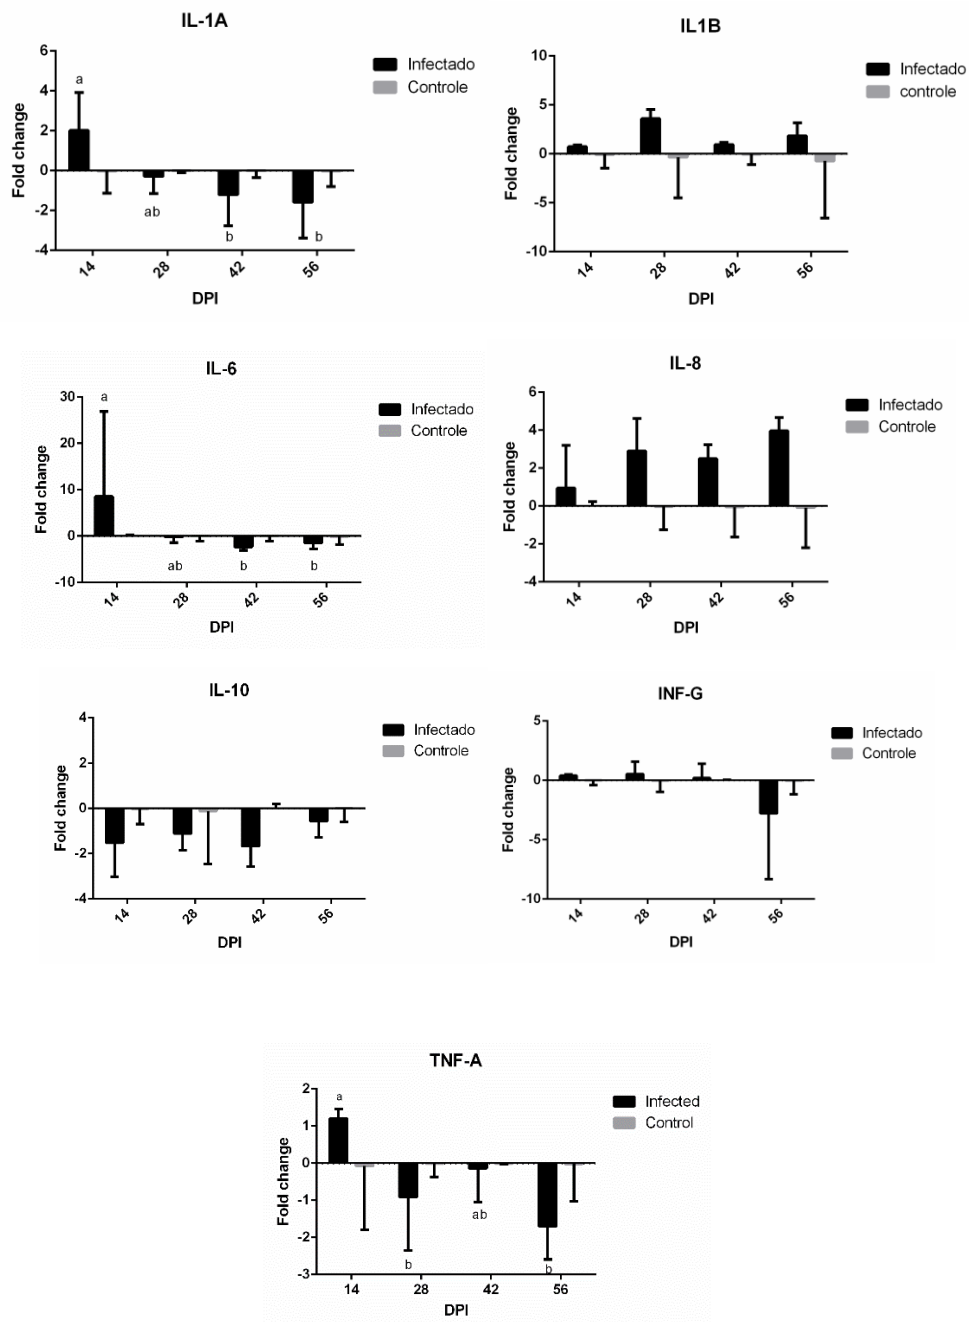 IL-1A
Fold change
6
4
2
0
-2
-4
a
ab
b
b
14
28
42
56
DPI
Infectado
Controle
IL1B
Fold change
10
5
0
-5
-10
14
28
42
56
DPI
Infectado
controle
IL-6
Fold change
30
20
10
0
-10
a
ab
b
b
14
28
42
56
DPI
Infectado
Controle
IL-8
Fold change
6
4
2
0
-2
-4
14
28
42
56
DPI
Infectado
Controle
IL-10
Fold change
4
2
0
-2
-4
14
28
42
56
DPI
Infectado
Controle
INF-G
Fold change
5
0
-5
-10
14
28
42
56
DPI
Infectado
Controle
TNF-A
Fold change
2
1
0
-1
-2
-3
a
b
ab
b
14
28
42
56
DPI
Infected
Control